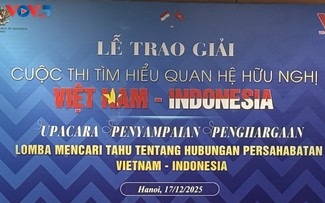 VOV5
LỄ TRAO GIẢI
CUỘC THI TÌM HIỂU QUAN HỆ HỮU NGHỊ
VIỆT NAM - INDONESIA
UPACARA PENYAMPAIAN PENGHARGAAN
LOMBA MENCARI TAHU TENTANG HUBUNGAN PERSAHABATAN
VIETNAM - INDONESIA
Hanoi, 17/12/2025